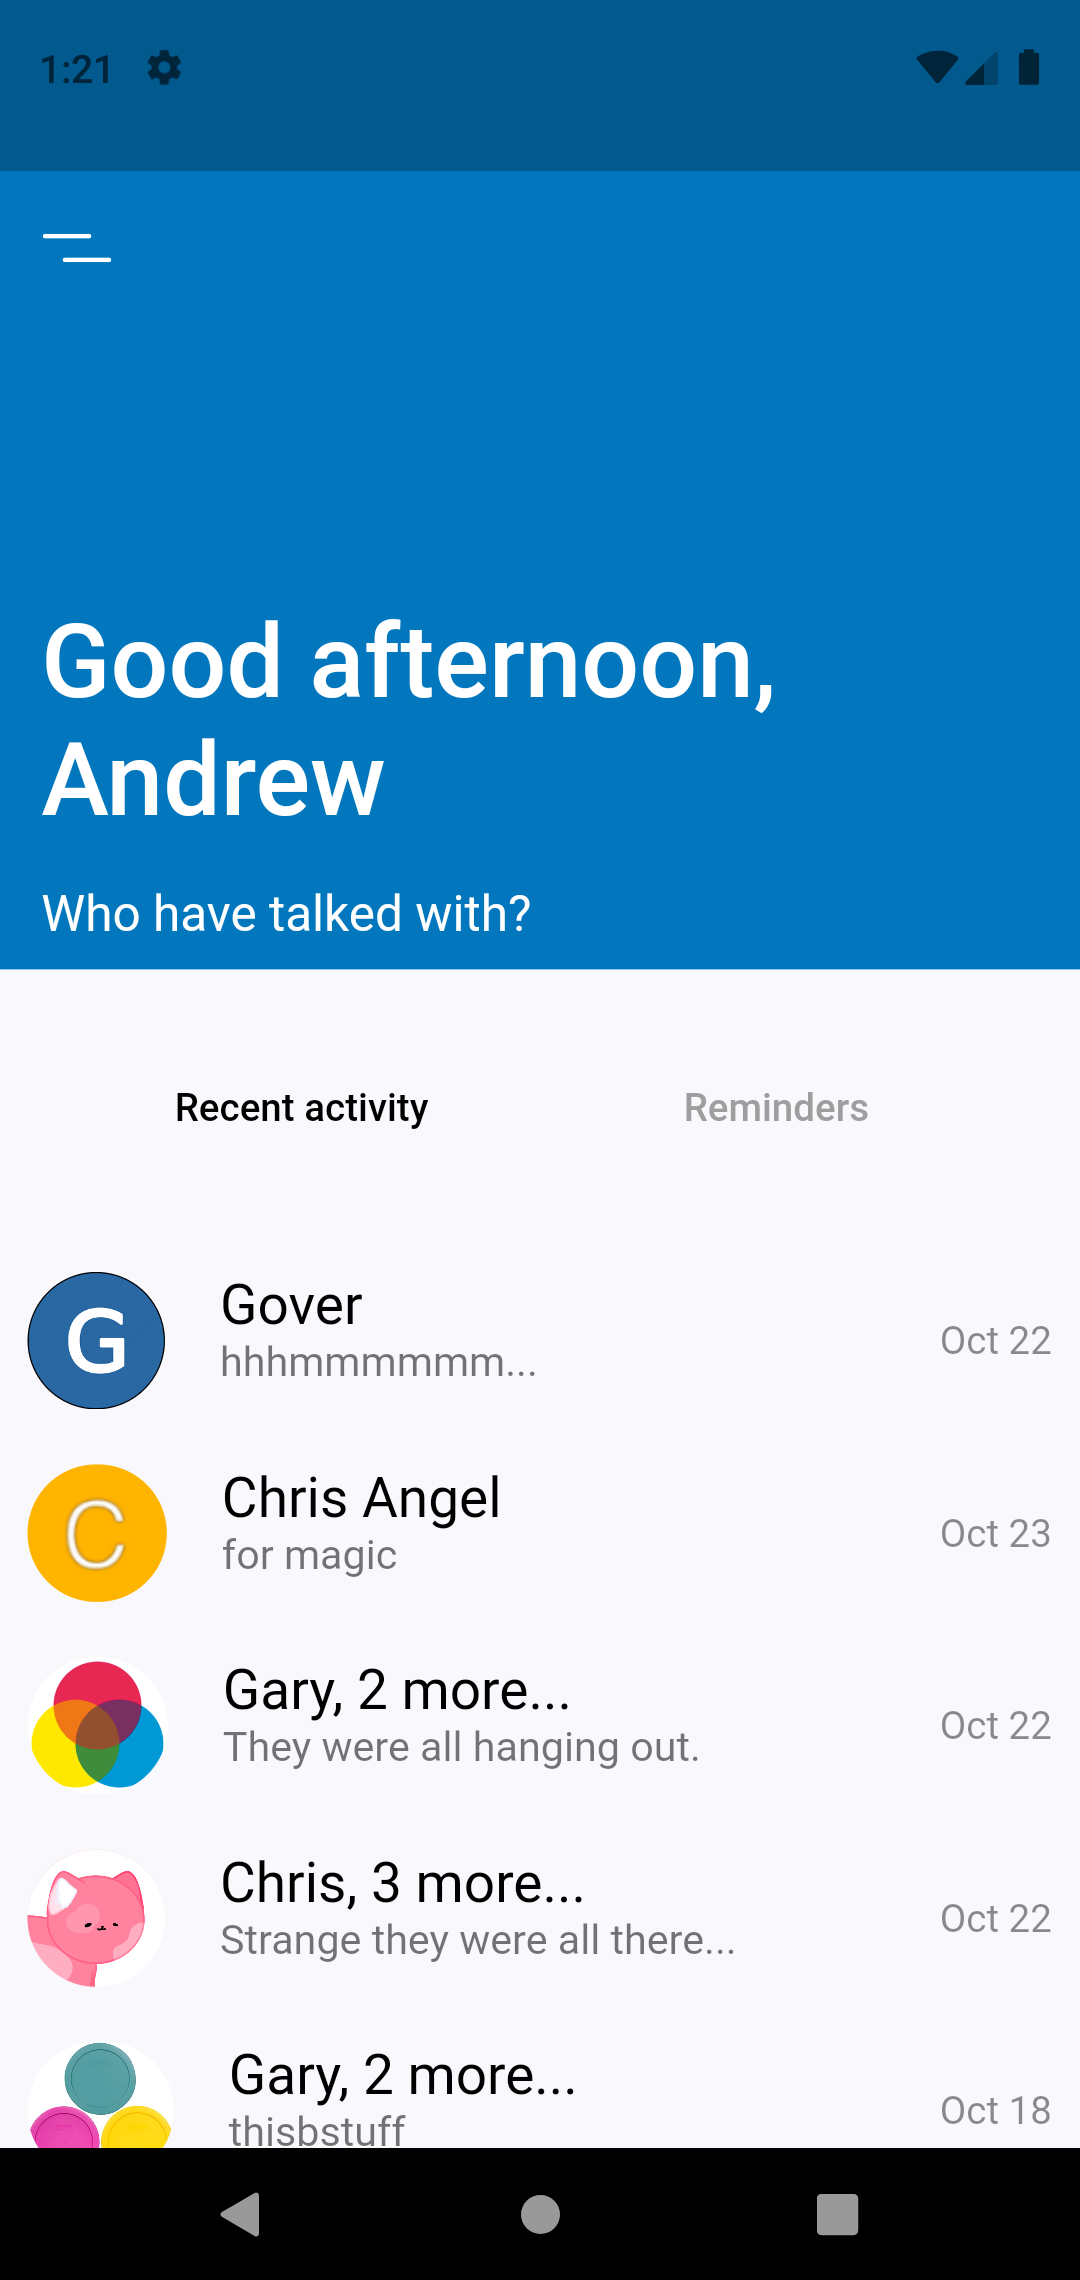 1:21
Good afternoon,
Andrew
Who have talked with?
Recent activity
Reminders
G
Gover
hhhmmmmmm...
Oct 22
C
Chris Angel
for magic
Oct 23
Gary, 2 more...
They were all hanging out.
Oct 22
Chris, 3 more...
Strange they were all there...
Oct 22
Gary, 2 more...
thisbstuff
Oct 18